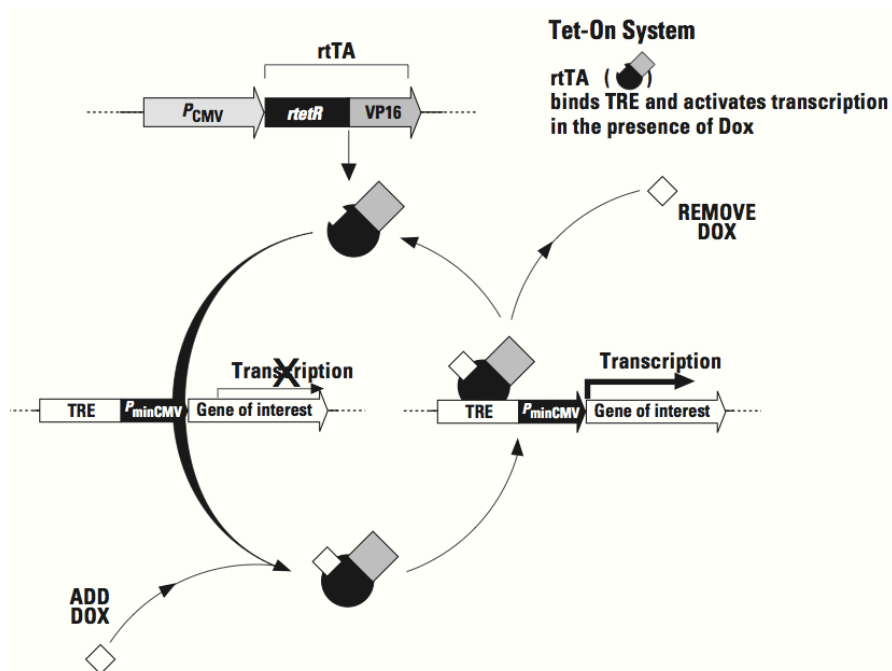 Tet-On System
rtTA
rtTA ( )
binds TRE and activates transcription
in the presence of Dox
PCMV
rtetR
VP16
REMOVE
DOX
Transcription
X
TRE
PminCMV
Gene of interest
Transcription
TRE
PminCMV
Gene of interest
ADD
DOX